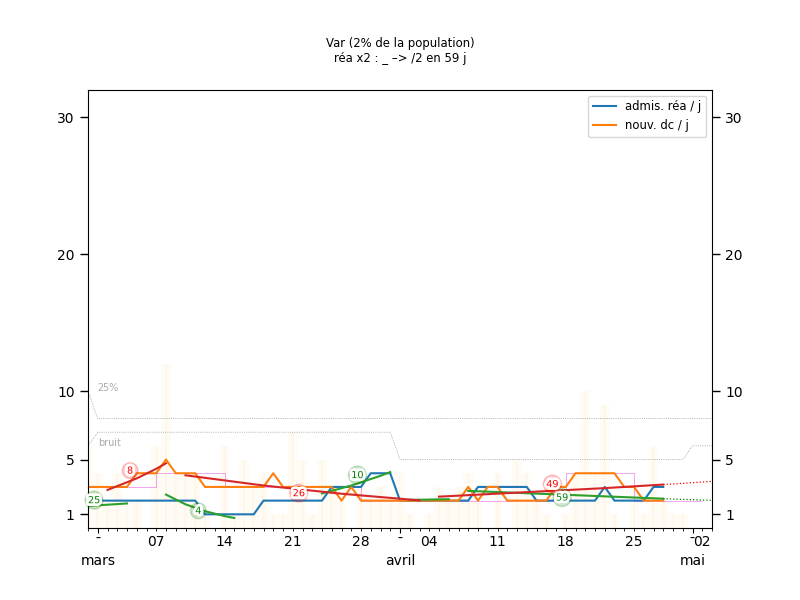 Var (2% de la population)
réa x2 : _ –> /2 en 59 j
admis. réa / j
nouv. dc / j
30
30
20
20
10
10
5
5
1
1
25%
bruit
8
10
25
26
49
59
4
- 07 14 21 28 - 04 11 18 25 - 02
mars avril mai